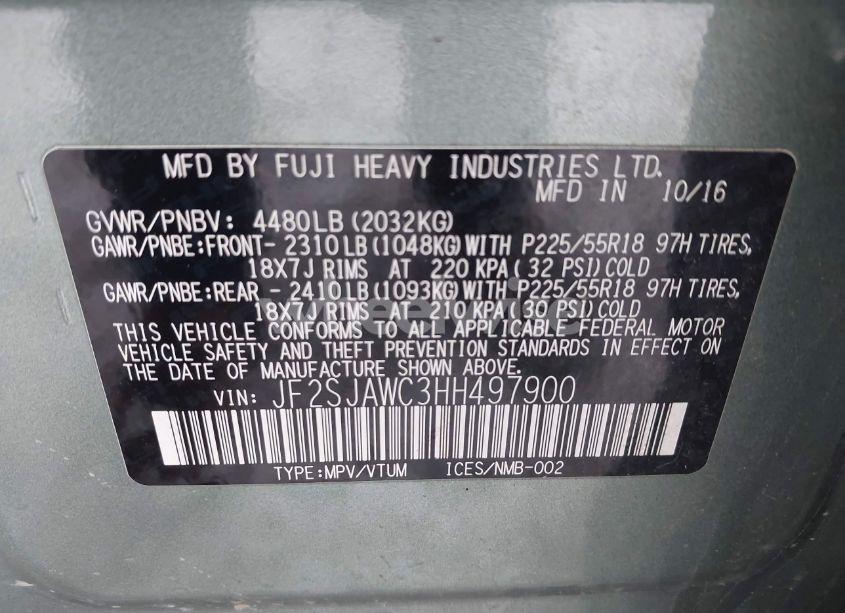 MFD BY FUJI HEAVY INDUSTRIES LTD.
MFD IN 10/16
GVWR/PNBV: 4480LB (2032KG)
GAWR/PNBE:FRONT- 2310LB (1048KG) WITH P225/55R18 97H TIRES,
18X7J RIMS AT 220 KPA ( 32 PSI) COLD
GAWR/PNBE:REAR - 2410LB (1093KG) WITH P225/55R18 97H TIRES,
18X7J RIMS AT 210 KPA (30 PSI) COLD
THIS VEHICLE CONFORMS TO ALL APPLICABLE FEDERAL MOTOR
VEHICLE SAFETY AND THEFT PREVENTION STANDARDS IN EFFECT ON
THE DATE OF MANUFACTURE SHOWN ABOVE.
VIN: JF2SJAWC3HH497900
TYPE:MPV/VTUM ICES/NMB-002